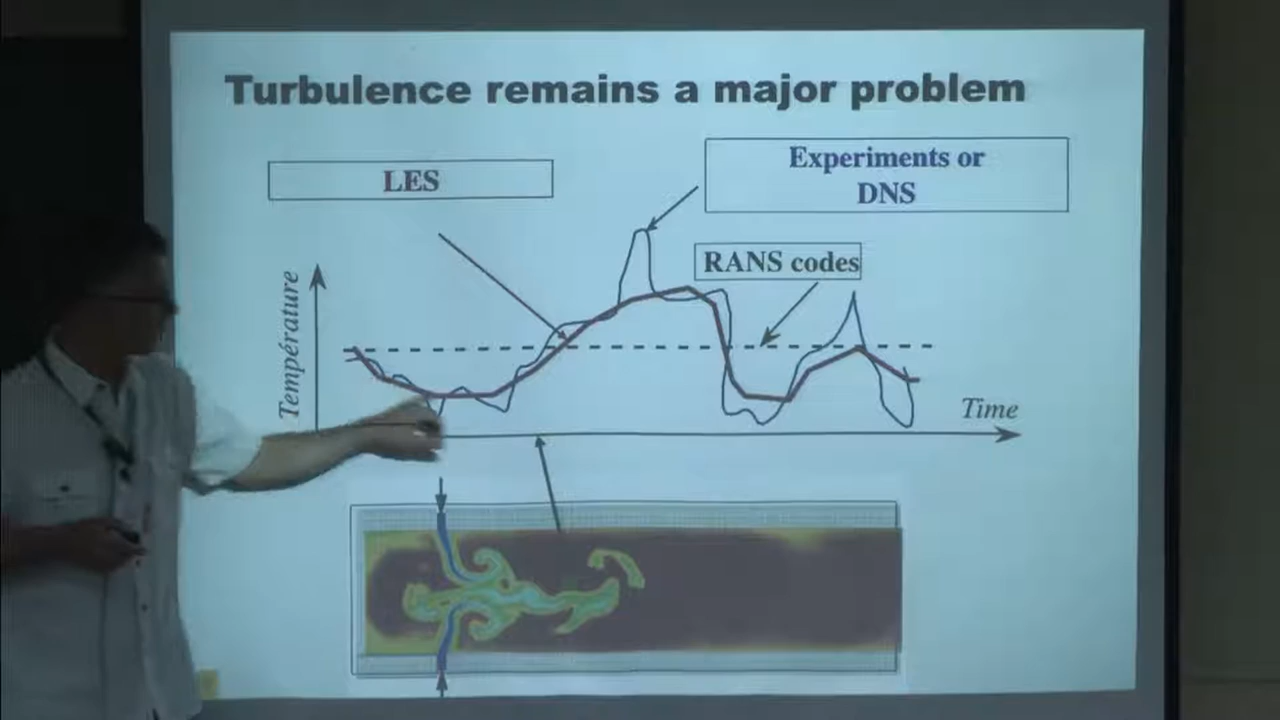 Turbulence remains a major problem
LES
Experiments or
DNS
RANS codes
Température
Time